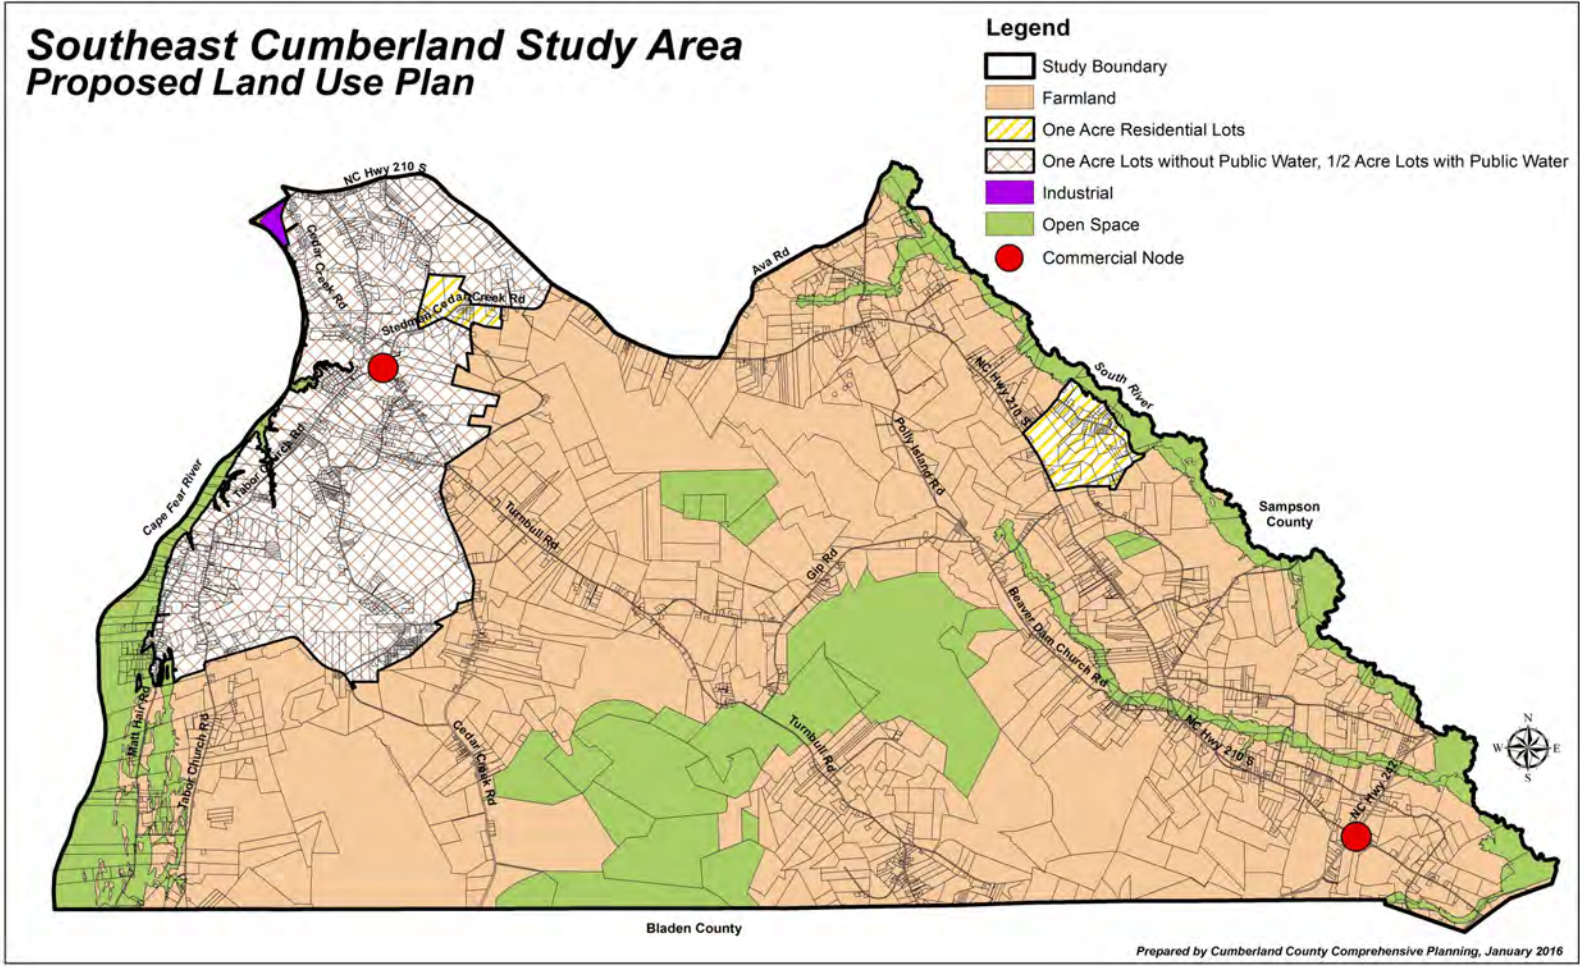 Southeast Cumberland Study Area
Proposed Land Use Plan
Legend
Study Boundary
Farmland
One Acre Residential Lots
One Acre Lots without Public Water, 1/2 Acre Lots with Public Water
Industrial
Open Space
Commercial Node
NC Hwy 210 S
Cedar Creek Rd
Stedman Cedar Creek Rd
Ava Rd
South River
NC Hwy 210 S
Polly Island Rd
Tabor Church Rd
Cape Fear River
Turnbull Rd
Sampson
County
Gip Rd
Beaver Dam Church Rd
Matt Hair Rd
Tabor Church Rd
Cedar Creek Rd
Turnbull Rd
NC Hwy 210 S
NC Hwy 242
N
W E
S
Bladen County
Prepared by Cumberland County Comprehensive Planning, January 2016